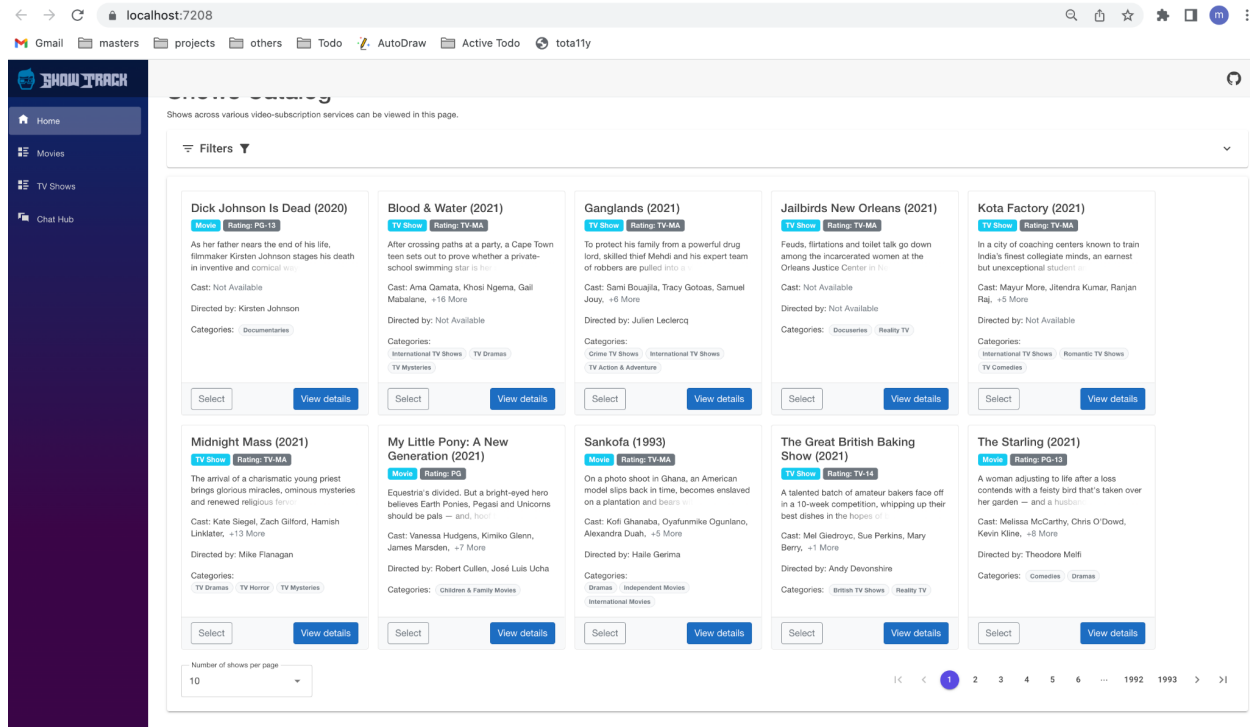 localhost:7208
m
Gmail masters projects others Todo AutoDraw Active Todo tota11y
SHOW TRACK
Home
Movies
TV Shows
Chat Hub
Shows Catalog
Shows across various video-subscription services can be viewed in this page.
Filters
Dick Johnson Is Dead (2020)
Movie Rating: PG-13
As her father nears the end of his life,
filmmaker Kirsten Johnson stages his death
in inventive and comical
Cast: Not Available
Directed by: Kirsten Johnson
Categories: Documentaries
Select View details
Blood & Water (2021)
TV Show Rating: TV-MA
After crossing paths at a party, a Cape Town
teen sets out to prove whether a private-
school swimming star is her
Cast: Ama Qamata, Khosi Ngema, Gail
Mabalane, +16 More
Directed by: Not Available
Categories:
International TV Shows TV Dramas
TV Mysteries
Select View details
Ganglands (2021)
TV Show Rating: TV-MA
To protect his family from a powerful drug
lord, skilled thief Mehdi and his expert team
of robbers are pulled into a
Cast: Sami Bouajila, Tracy Gotoas, Samuel
Jouy, +6 More
Directed by: Julien Leclercq
Categories:
Crime TV Shows International TV Shows
TV Action & Adventure
Select View details
Jailbirds New Orleans (2021)
TV Show Rating: TV-MA
Feuds, flirtations and toilet talk go down
among the incarcerated women at the
Orleans Justice Center in
Cast: Not Available
Directed by: Not Available
Categories: Docuseries Reality TV
Select View details
Kota Factory (2021)
TV Show Rating: TV-MA
In a city of coaching centers known to train
India's finest collegiate minds, an earnest
but unexceptional student
Cast: Mayur More, Jitendra Kumar, Ranjan
Raj, +5 More
Directed by: Not Available
Categories:
International TV Shows Romantic TV Shows
TV Comedies
Select View details
Midnight Mass (2021)
TV Show Rating: TV-MA
The arrival of a charismatic young priest
brings glorious miracles, ominous mysteries
and renewed religious
Cast: Kate Siegel, Zach Gilford, Hamish
Linklater, +13 More
Directed by: Mike Flanagan
Categories:
TV Dramas TV Horror TV Mysteries
Select View details
My Little Pony: A New
Generation (2021)
Movie Rating: PG
Equestria's divided. But a bright-eyed hero
believes Earth Ponies, Pegasi and Unicorns
should be pals — and,
Cast: Vanessa Hudgens, Kimiko Glenn,
James Marsden, +7 More
Directed by: Robert Cullen, José Luis Ucha
Categories: Children & Family Movies
Select View details
Sankofa (1993)
Movie Rating: TV-MA
On a photo shoot in Ghana, an American
model slips back in time, becomes enslaved
on a plantation and bears
Cast: Kofi Ghanaba, Oyafunmike Ogunlano,
Alexandra Duah, +5 More
Directed by: Haile Gerima
Categories:
Dramas Independent Movies
International Movies
Select View details
The Great British Baking
Show (2021)
TV Show Rating: TV-14
A talented batch of amateur bakers face off
in a 10-week competition, whipping up their
best dishes in the hopes of
Cast: Mel Giedroyc, Sue Perkins, Mary
Berry, +1 More
Directed by: Andy Devonshire
Categories: British TV Shows Reality TV
Select View details
The Starling (2021)
Movie Rating: PG-13
A woman adjusting to life after a loss
contends with a feisty bird that's taken over
her garden — and a
Cast: Melissa McCarthy, Chris O'Dowd,
Kevin Kline, +8 More
Directed by: Theodore Melfi
Categories: Comedies Dramas
Select View details
Number of shows per page
10
1 2 3 4 5 6 ... 1992 1993